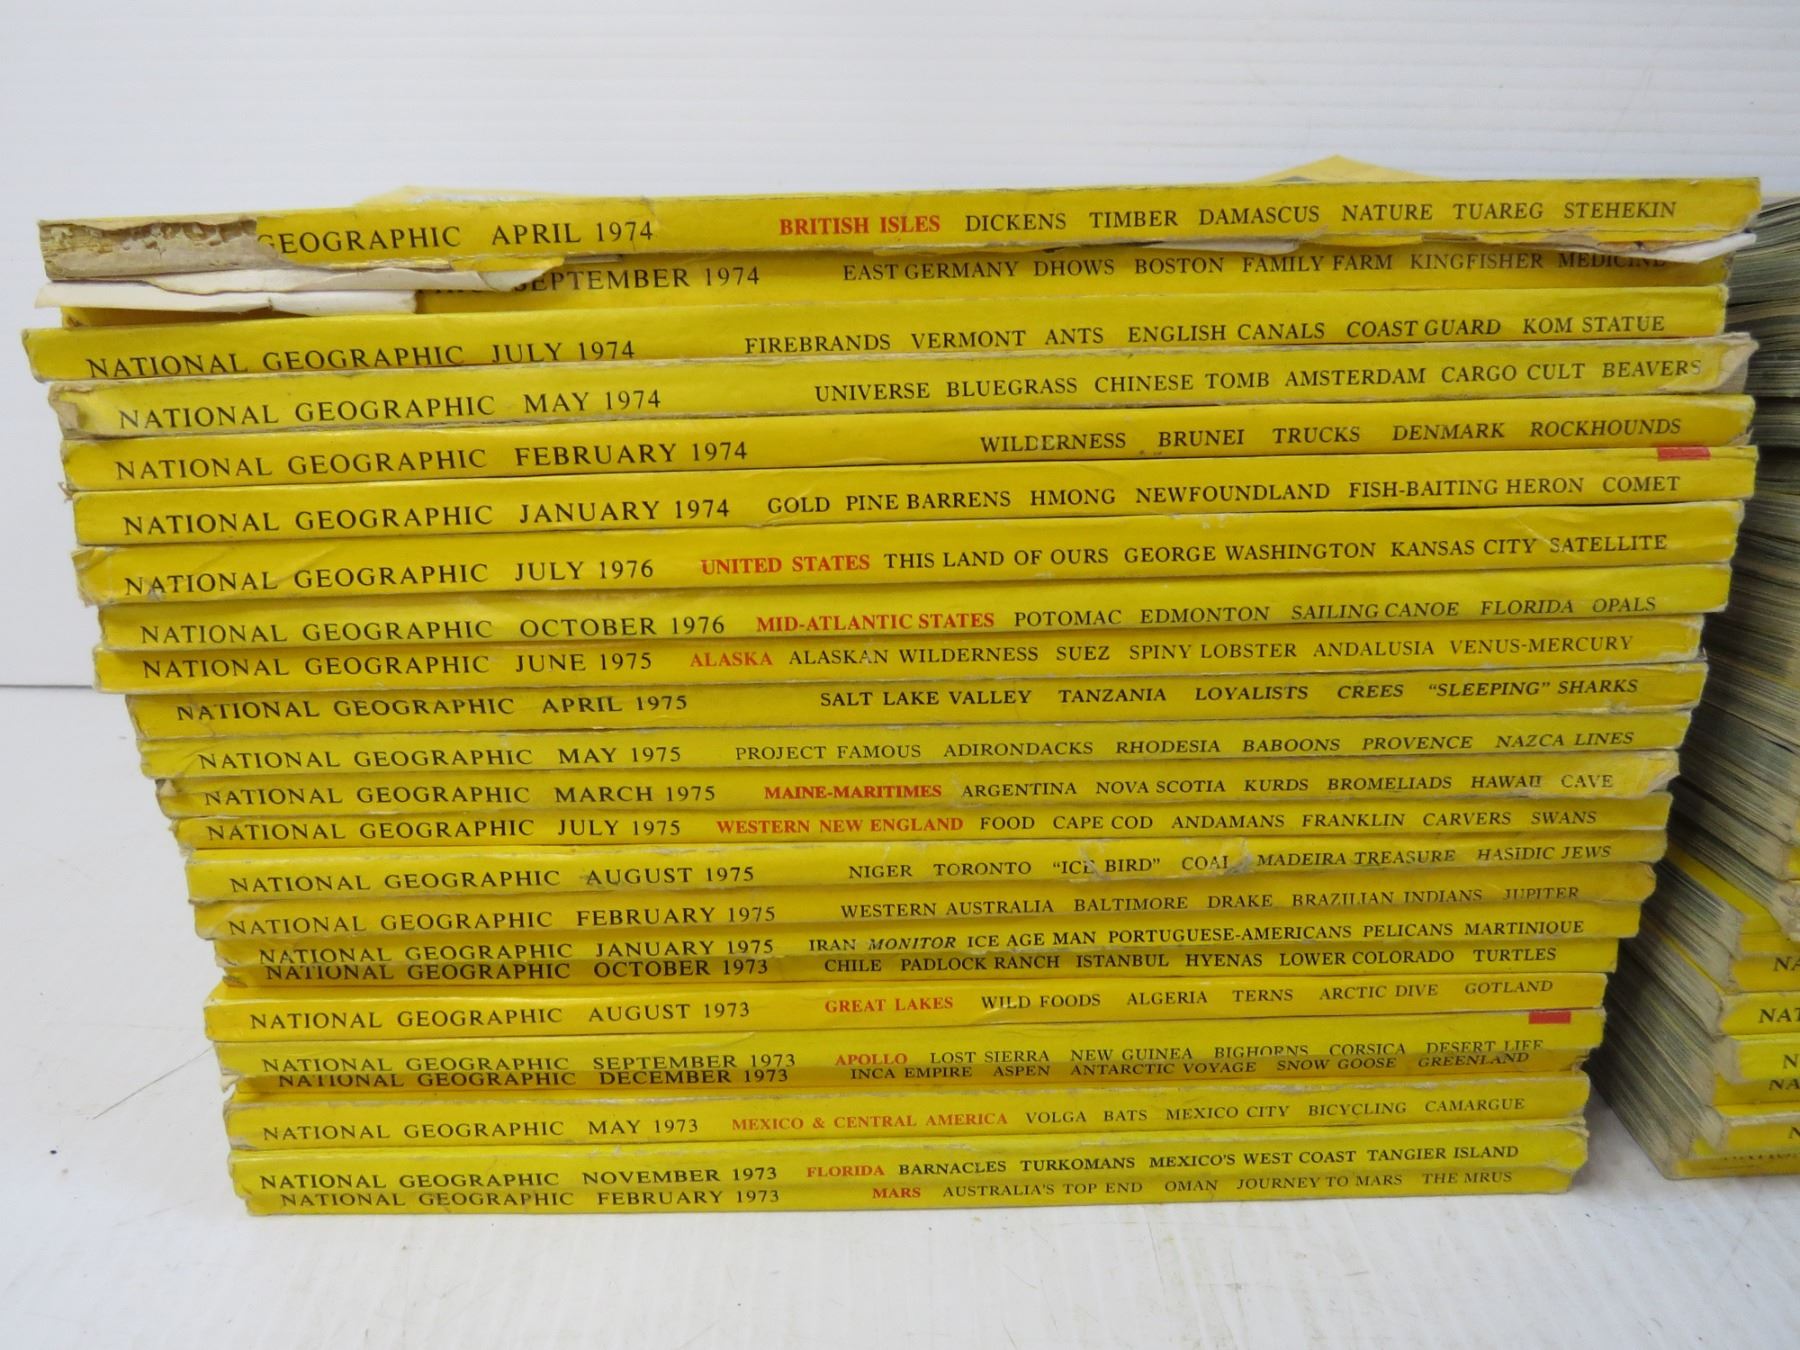 GEOGRAPHIC APRIL 1974 BRITISH ISLES DICKENS TIMBER DAMASCUS NATURE TUAREG STEHEKIN
SEPTEMBER 1974 EAST GERMANY DHOWS BOSTON FAMILY FARM KINGFISHER MEDICINE
NATIONAL GEOGRAPHIC JULY 1974 FIREBRANDS VERMONT ANTS ENGLISH CANALS COAST GUARD KOM STATUE
NATIONAL GEOGRAPHIC MAY 1974 UNIVERSE BLUEGRASS CHINESE TOMB AMSTERDAM CARGO CULT BEAVERS
NATIONAL GEOGRAPHIC FEBRUARY 1974 WILDERNESS BRUNEI TRUCKS DENMARK ROCKHOUNDS
NATIONAL GEOGRAPHIC JANUARY 1974 GOLD PINE BARRENS HMONG NEWFOUNDLAND FISH-BAITING HERON COMET
NATIONAL GEOGRAPHIC JULY 1976 UNITED STATES THIS LAND OF OURS GEORGE WASHINGTON KANSAS CITY SATELLITE
NATIONAL GEOGRAPHIC OCTOBER 1976 MID-ATLANTIC STATES POTOMAC EDMONTON SAILING CANOE FLORIDA OPALS
NATIONAL GEOGRAPHIC JUNE 1975 ALASKA ALASKAN WILDERNESS SUEZ SPINY LOBSTER ANDALUSIA VENUS-MERCURY
NATIONAL GEOGRAPHIC APRIL 1975 SALT LAKE VALLEY TANZANIA LOYALISTS CREES “SLEEPING” SHARKS
NATIONAL GEOGRAPHIC MAY 1975 PROJECT FAMOUS ADIRONDACKS RHODESIA BABOONS PROVENCE NAZCA LINES
NATIONAL GEOGRAPHIC MARCH 1975 MAINE-MARITIMES ARGENTINA NOVA SCOTIA KURDS BROMELIADS HAWAII CAVE
NATIONAL GEOGRAPHIC JULY 1975 WESTERN NEW ENGLAND FOOD CAPE COD ANDAMANS FRANKLIN CARVERS SWANS
NATIONAL GEOGRAPHIC AUGUST 1975 NIGER TORONTO “ICE BIRD” COAL MADEIRA TREASURE HASIDIC JEWS
NATIONAL GEOGRAPHIC FEBRUARY 1975 WESTERN AUSTRALIA BALTIMORE DRAKE BRAZILIAN INDIANS JUPITER
NATIONAL GEOGRAPHIC JANUARY 1975 IRAN MONITOR ICE AGE MAN PORTUGUESE-AMERICANS PELICANS MARTINIQUE
NATIONAL GEOGRAPHIC OCTOBER 1973 CHILE PADLOCK RANCH ISTANBUL HYENAS LOWER COLORADO TURTLES
NATIONAL GEOGRAPHIC AUGUST 1973 GREAT LAKES WILD FOODS ALGERIA TERNS ARCTIC DIVE GOTLAND
NATIONAL GEOGRAPHIC SEPTEMBER 1973 APOLLO LOST SIERRA NEW GUINEA BIGHORNS CORSICA DESERT LIFE
NATIONAL GEOGRAPHIC DECEMBER 1973 INCA EMPIRE ASPEN ANTARCTIC VOYAGE SNOW GOOSE GREENLAND
NATIONAL GEOGRAPHIC MAY 1973 MEXICO & CENTRAL AMERICA VOLGA BATS MEXICO CITY BICYCLING CAMARGUE
NATIONAL GEOGRAPHIC NOVEMBER 1973 FLORIDA BARNACLES TURKOMANS MEXICO'S WEST COAST TANGIER ISLAND
NATIONAL GEOGRAPHIC FEBRUARY 1973 MARS AUSTRALIA'S TOP END OMAN JOURNEY TO MARS THE MRUS
NA
NAT
N
NA
N